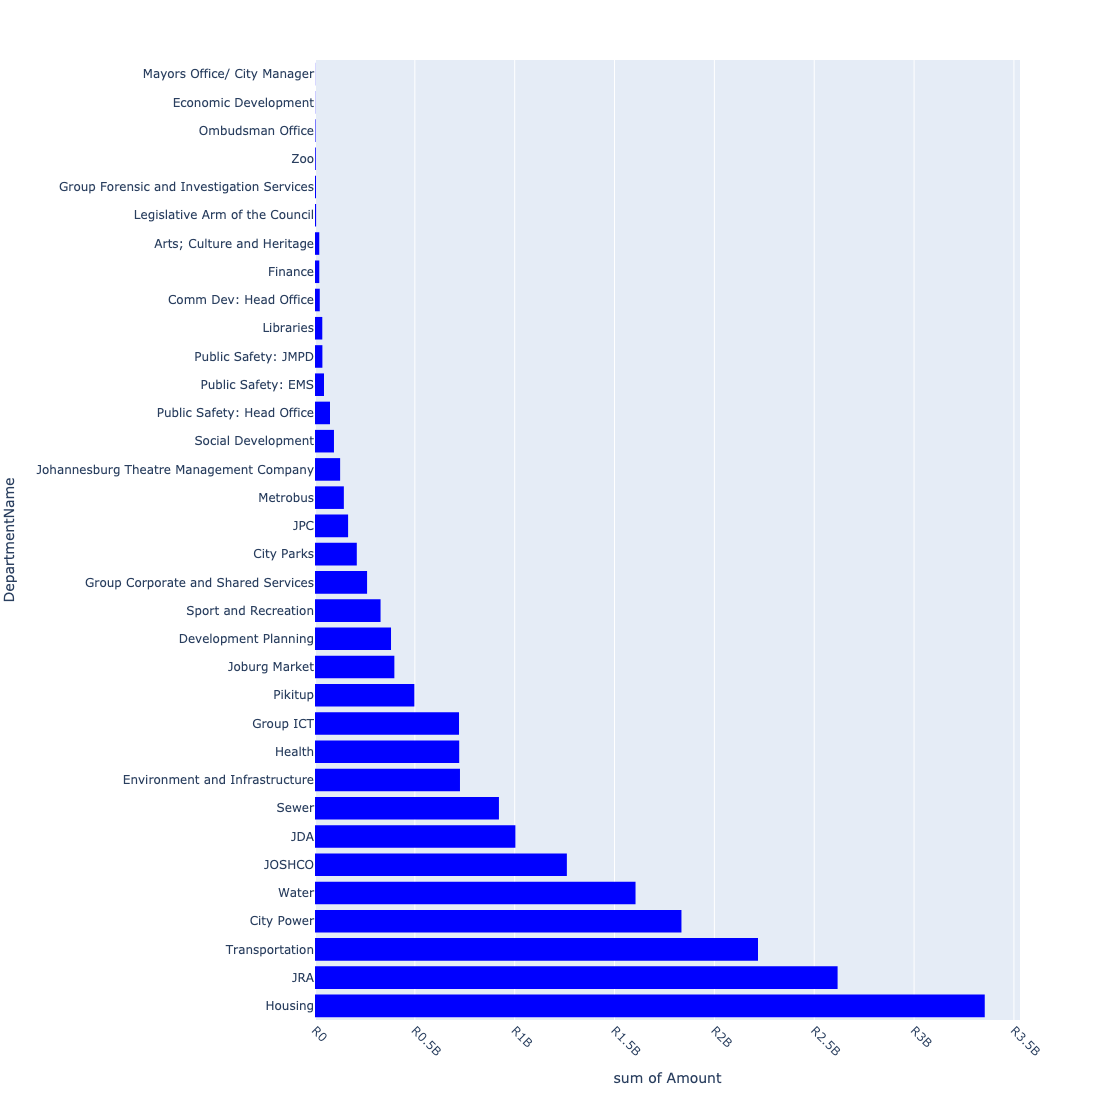 Mayors Office/ City Manager
Economic Development
Ombudsman Office
Zoo
Group Forensic and Investigation Services
Legislative Arm of the Council
Arts; Culture and Heritage
Finance
Comm Dev: Head Office
Libraries
Public Safety: JMPD
Public Safety: EMS
Public Safety: Head Office
Social Development
Johannesburg Theatre Management Company
Metrobus
JPC
City Parks
Group Corporate and Shared Services
Sport and Recreation
Development Planning
Joburg Market
Pikitup
Group ICT
Health
Environment and Infrastructure
Sewer
JDA
JOSHCO
Water
City Power
Transportation
JRA
Housing
DepartmentName
R0 R0.5B R1B R1.5B R2B R2.5B R3B R3.5B
sum of Amount